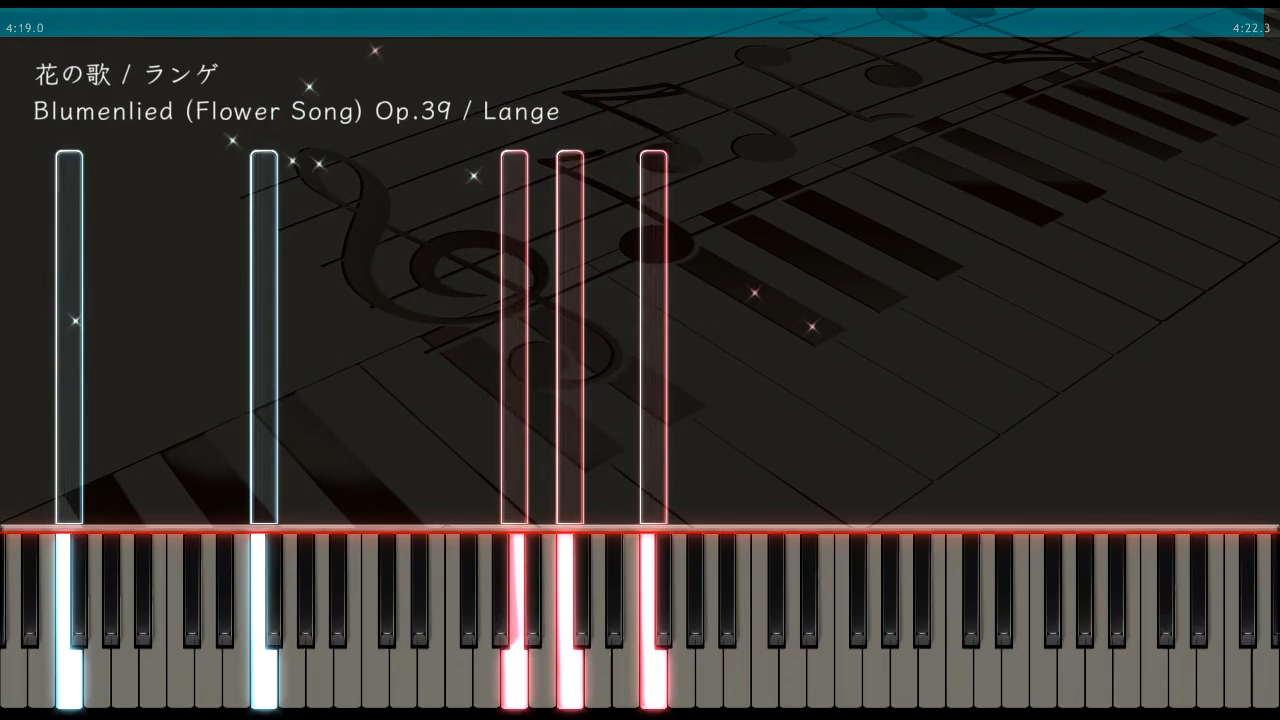 4:19.0
4:22.3
花の歌 / ランゲ
Blumenlied (Flower Song) Op.39 / Lange